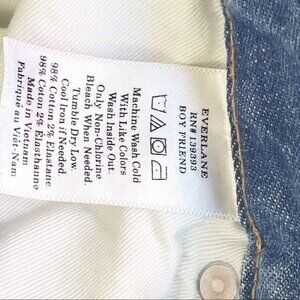 EVERLANE
RN# 139393
BOY FRIEND
Machine Wash Cold
With Like Colors
Wash Inside Out.
Only Non-Chlorine
Bleach When Needed.
Tumble Dry Low.
Cool Iron if Needed
98% Cotton 2% Elastane
98% Coton 2% Elasthanne
Made in Vietnam
Fabriqué au Viêt-Nam